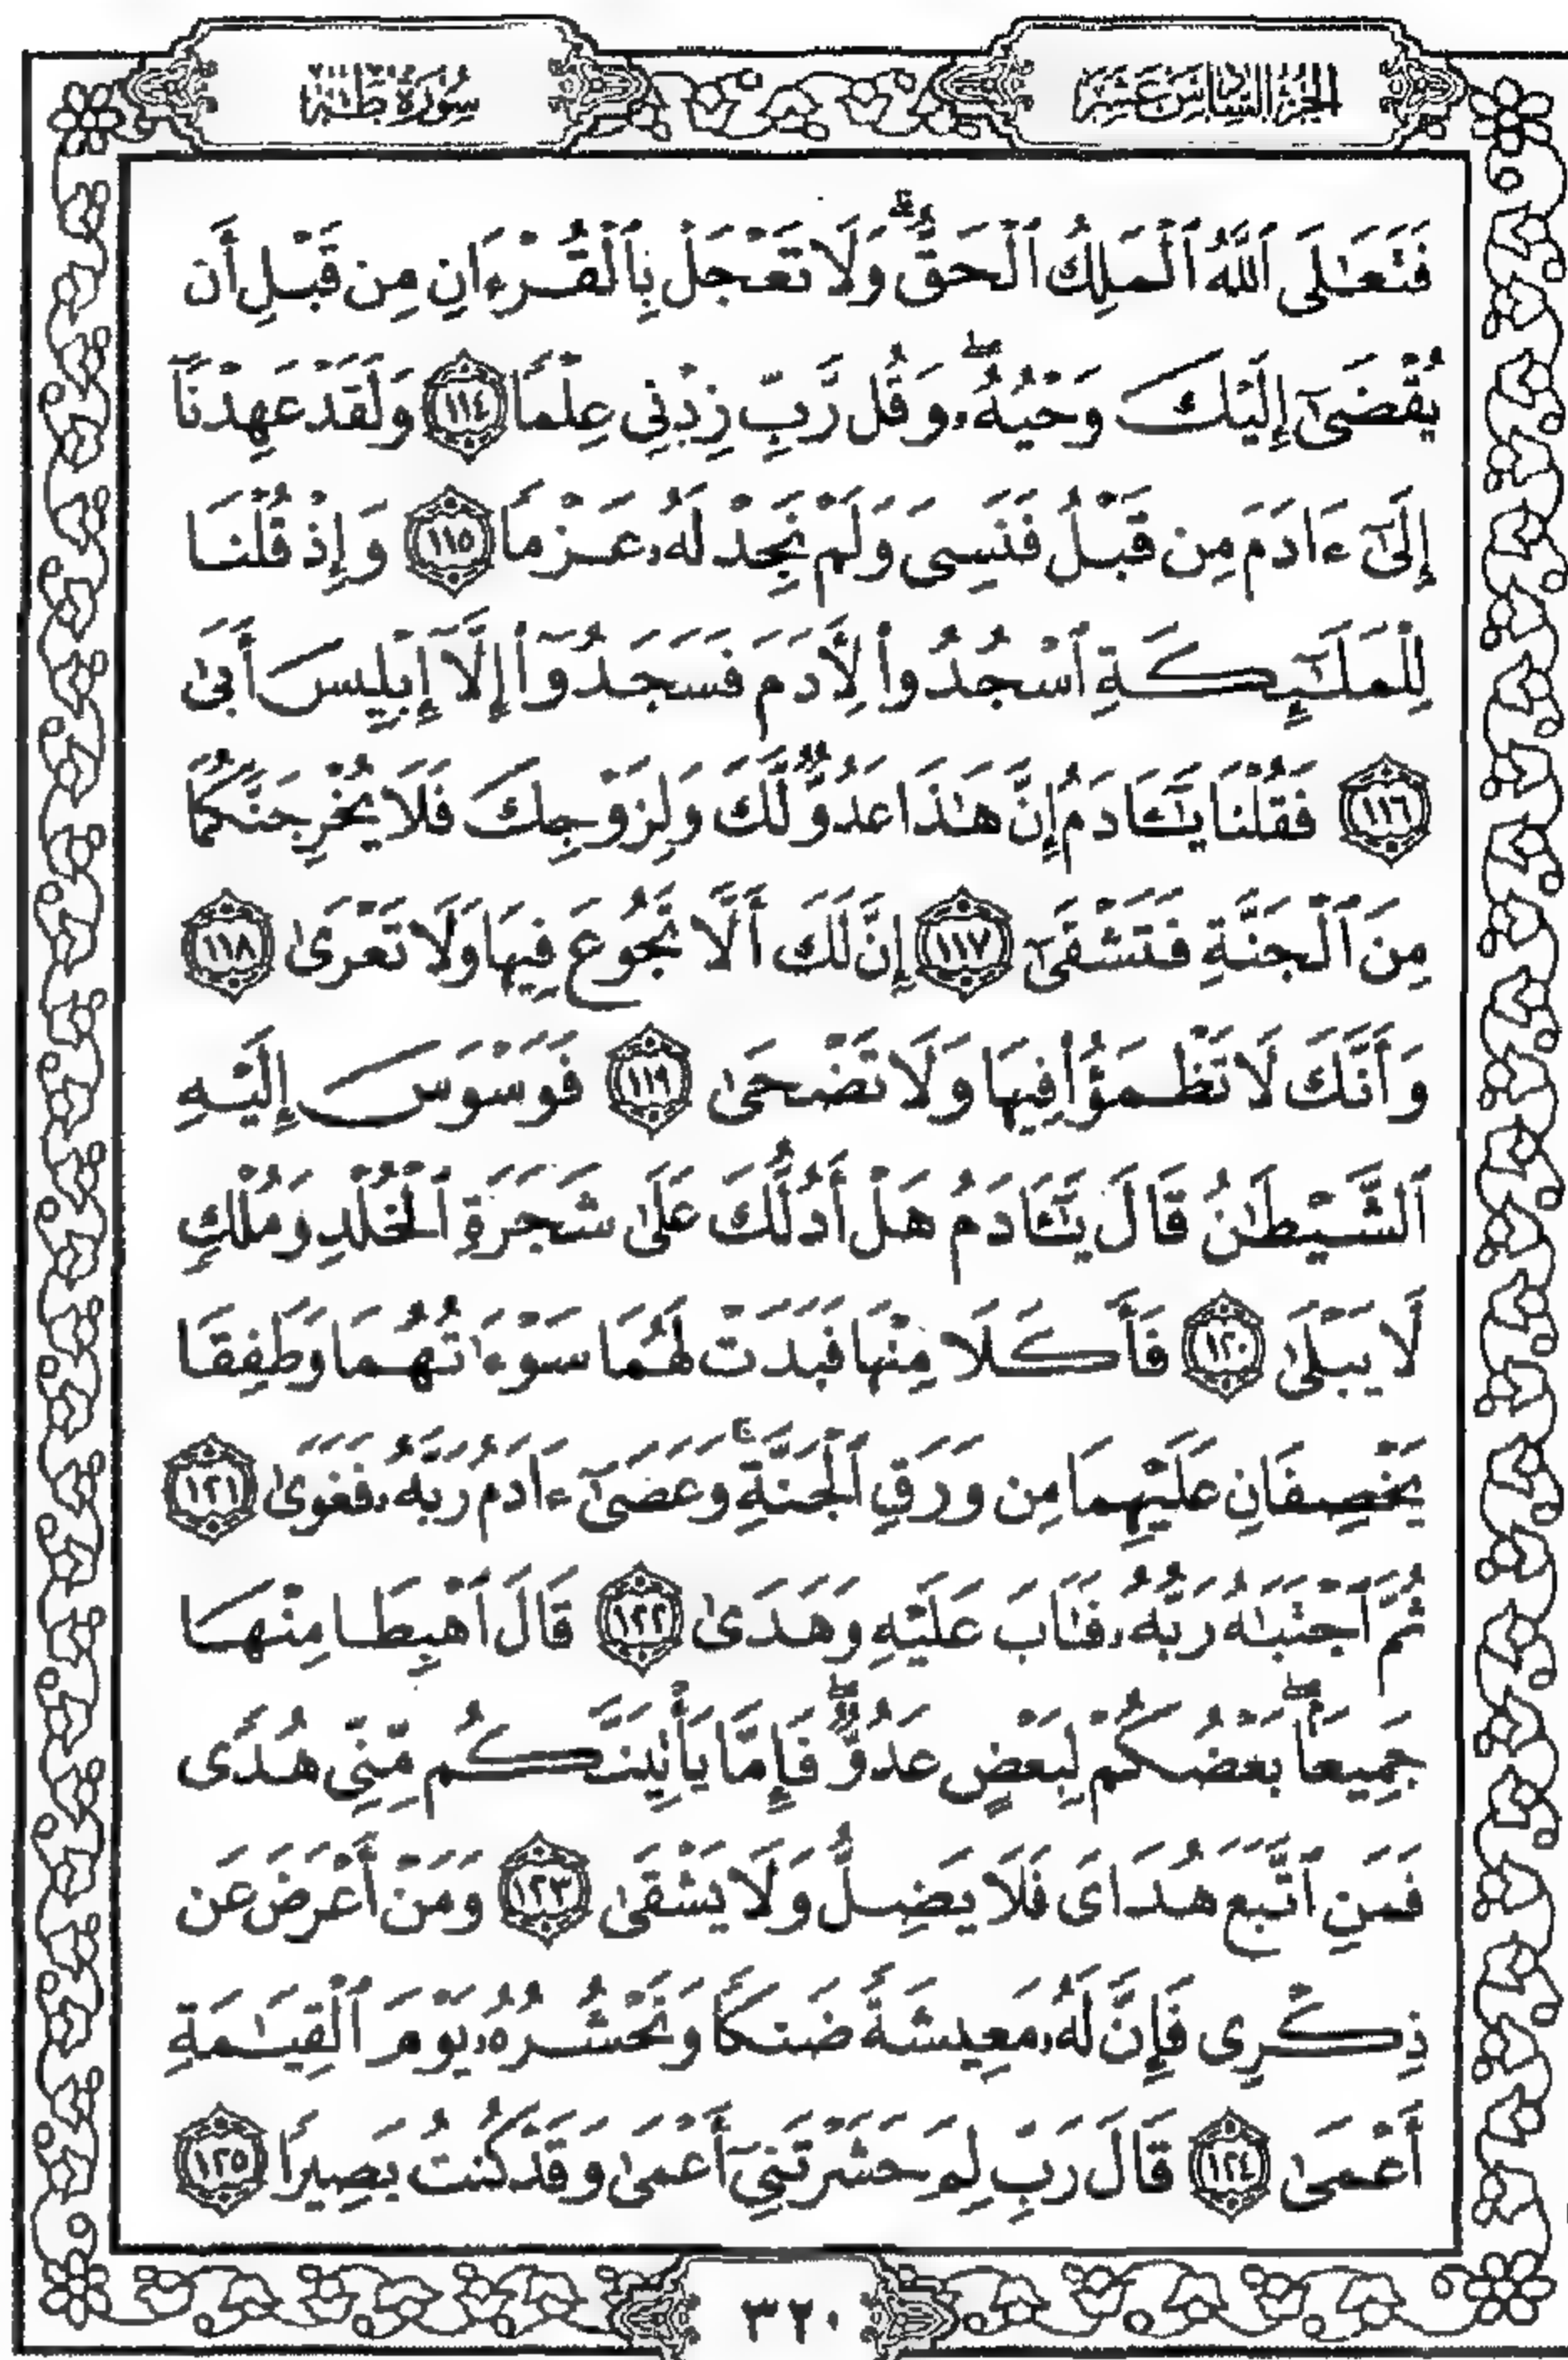 الجزء السادس عشر
سورة طه
فَتَعَٰلَى ٱللَّهُ ٱلْمَلِكُ ٱلْحَقُّ ۗ وَلَا تَعْجَلْ بِٱلْقُرْءَانِ مِن قَبْلِ أَن
يُقْضَىٰٓ إِلَيْكَ وَحْيُهُۥ ۖ وَقُل رَّبِّ زِدْنِى عِلْمًا ١١٤ وَلَقَدْ عَهِدْنَآ
إِلَىٰٓ ءَادَمَ مِن قَبْلُ فَنَسِىَ وَلَمْ نَجِدْ لَهُۥ عَزْمًا ١١٥ وَإِذْ قُلْنَا
لِلْمَلَٰٓئِكَةِ ٱسْجُدُوا۟ لِءَادَمَ فَسَجَدُوٓا۟ إِلَّآ إِبْلِيسَ أَبَىٰ
١١٦ فَقُلْنَا يَٰٓـَٔادَمُ إِنَّ هَٰذَا عَدُوٌّ لَّكَ وَلِزَوْجِكَ فَلَا يُخْرِجَنَّكُمَا
مِنَ ٱلْجَنَّةِ فَتَشْقَىٰٓ ١١٧ إِنَّ لَكَ أَلَّا تَجُوعَ فِيهَا وَلَا تَعْرَىٰ ١١٨
وَأَنَّكَ لَا تَظْمَؤُا۟ فِيهَا وَلَا تَضْحَىٰ ١١٩ فَوَسْوَسَ إِلَيْهِ
ٱلشَّيْطَٰنُ قَالَ يَٰٓـَٔادَمُ هَلْ أَدُلُّكَ عَلَىٰ شَجَرَةِ ٱلْخُلْدِ وَمُلْكٍ
لَّا يَبْلَىٰ ١٢٠ فَأَكَلَا مِنْهَا فَبَدَتْ لَهُمَا سَوْءَٰتُهُمَا وَطَفِقَا
يَخْصِفَانِ عَلَيْهِمَا مِن وَرَقِ ٱلْجَنَّةِ ۚ وَعَصَىٰٓ ءَادَمُ رَبَّهُۥ فَغَوَىٰ ١٢١
ثُمَّ ٱجْتَبَٰهُ رَبُّهُۥ فَتَابَ عَلَيْهِ وَهَدَىٰ ١٢٢ قَالَ ٱهْبِطَا مِنْهَا
جَمِيعًۢا ۖ بَعْضُكُمْ لِبَعْضٍ عَدُوٌّ ۖ فَإِمَّا يَأْتِيَنَّكُم مِّنِّى هُدًى
فَمَنِ ٱتَّبَعَ هُدَاىَ فَلَا يَضِلُّ وَلَا يَشْقَىٰ ١٢٣ وَمَنْ أَعْرَضَ عَن
ذِكْرِى فَإِنَّ لَهُۥ مَعِيشَةً ضَنكًا وَنَحْشُرُهُۥ يَوْمَ ٱلْقِيَٰمَةِ
أَعْمَىٰ ١٢٤ قَالَ رَبِّ لِمَ حَشَرْتَنِىٓ أَعْمَىٰ وَقَدْ كُنتُ بَصِيرًا ١٢٥
٣٢٠